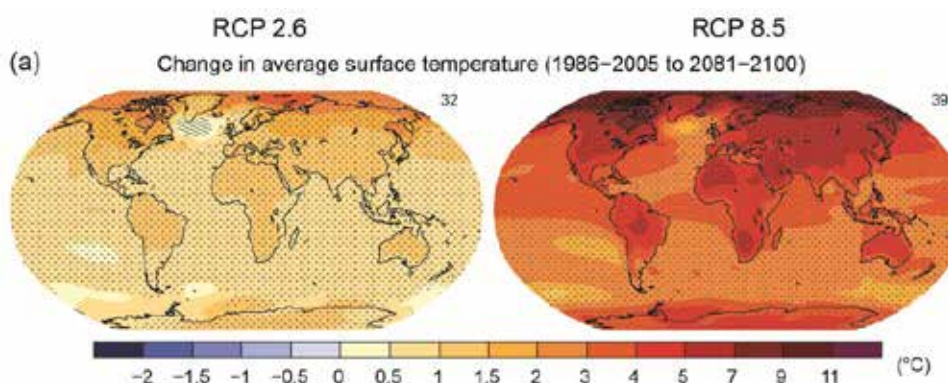 RCP 2.6 RCP 8.5
(a) Change in average surface temperature (1986−2005 to 2081−2100)
32 39
−2 −1.5 −1 −0.5 0 0.5 1 1.5 2 3 4 5 7 9 11 (°C)